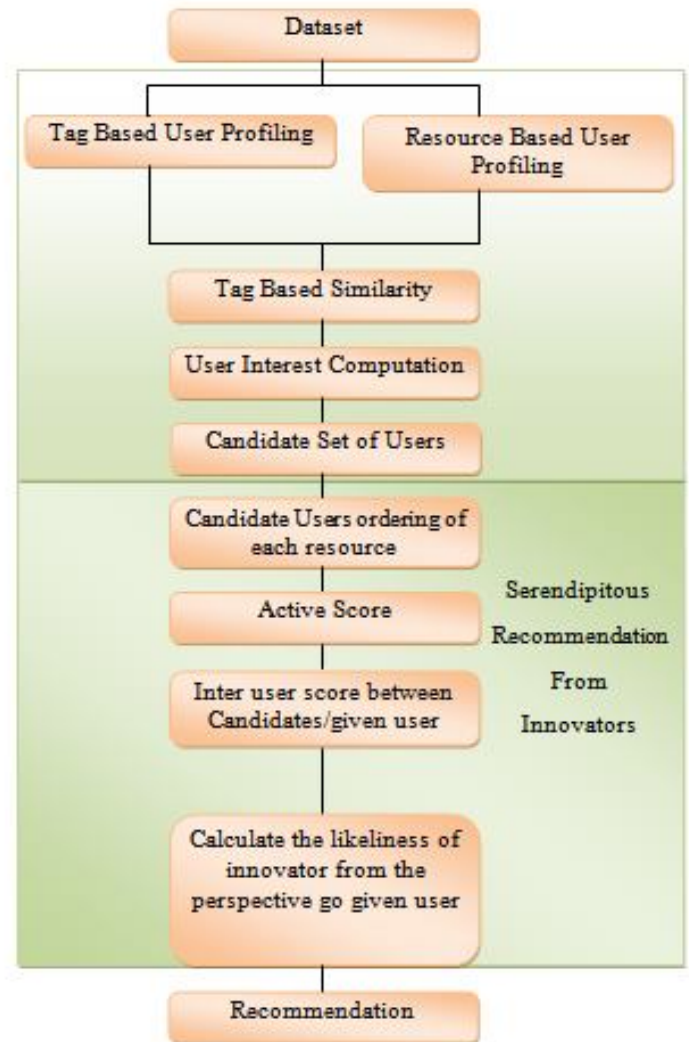 Dataset
Tag Based User Profiling
Resource Based User
Profiling
Tag Based Similarity
User Interest Computation
Candidate Set of Users
Candidate Users ordering of
each resource
Active Score
Inter user score between
Candidates/given user
Serendipitous
Recommendation
From
Innovators
Calculate the likeliness of
innovator from the
perspective go given user
Recommendation